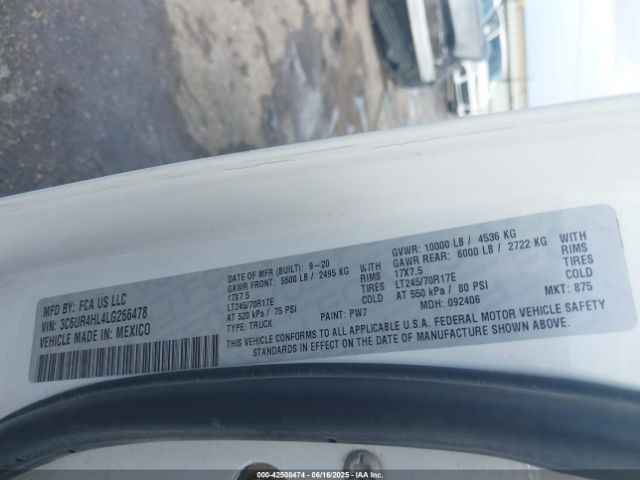 MFD BY: FCA US LLC
VIN: 3C6UR4HL4LG266478
VEHICLE MADE IN: MEXICO
DATE OF MFR (BUILT): 9-20
GAWR FRONT: 5500 LB / 2495 KG WITH
17X7.5 RIMS
LT245/70R17E TIRES
AT 520 kPa / 75 PSI COLD
TYPE: TRUCK PAINT: PW7
GVWR: 10000 LB / 4536 KG
GAWR REAR: 6000 LB / 2722 KG WITH
17X7.5 RIMS
LT245/70R17E TIRES
AT 550 kPa / 80 PSI COLD
MDH: 092406 MKT: 875
THIS VEHICLE CONFORMS TO ALL APPLICABLE U.S.A. FEDERAL MOTOR VEHICLE SAFETY
STANDARDS IN EFFECT ON THE DATE OF MANUFACTURE SHOWN ABOVE
000-42508474 06/16/2025 IAA CERTIFIED